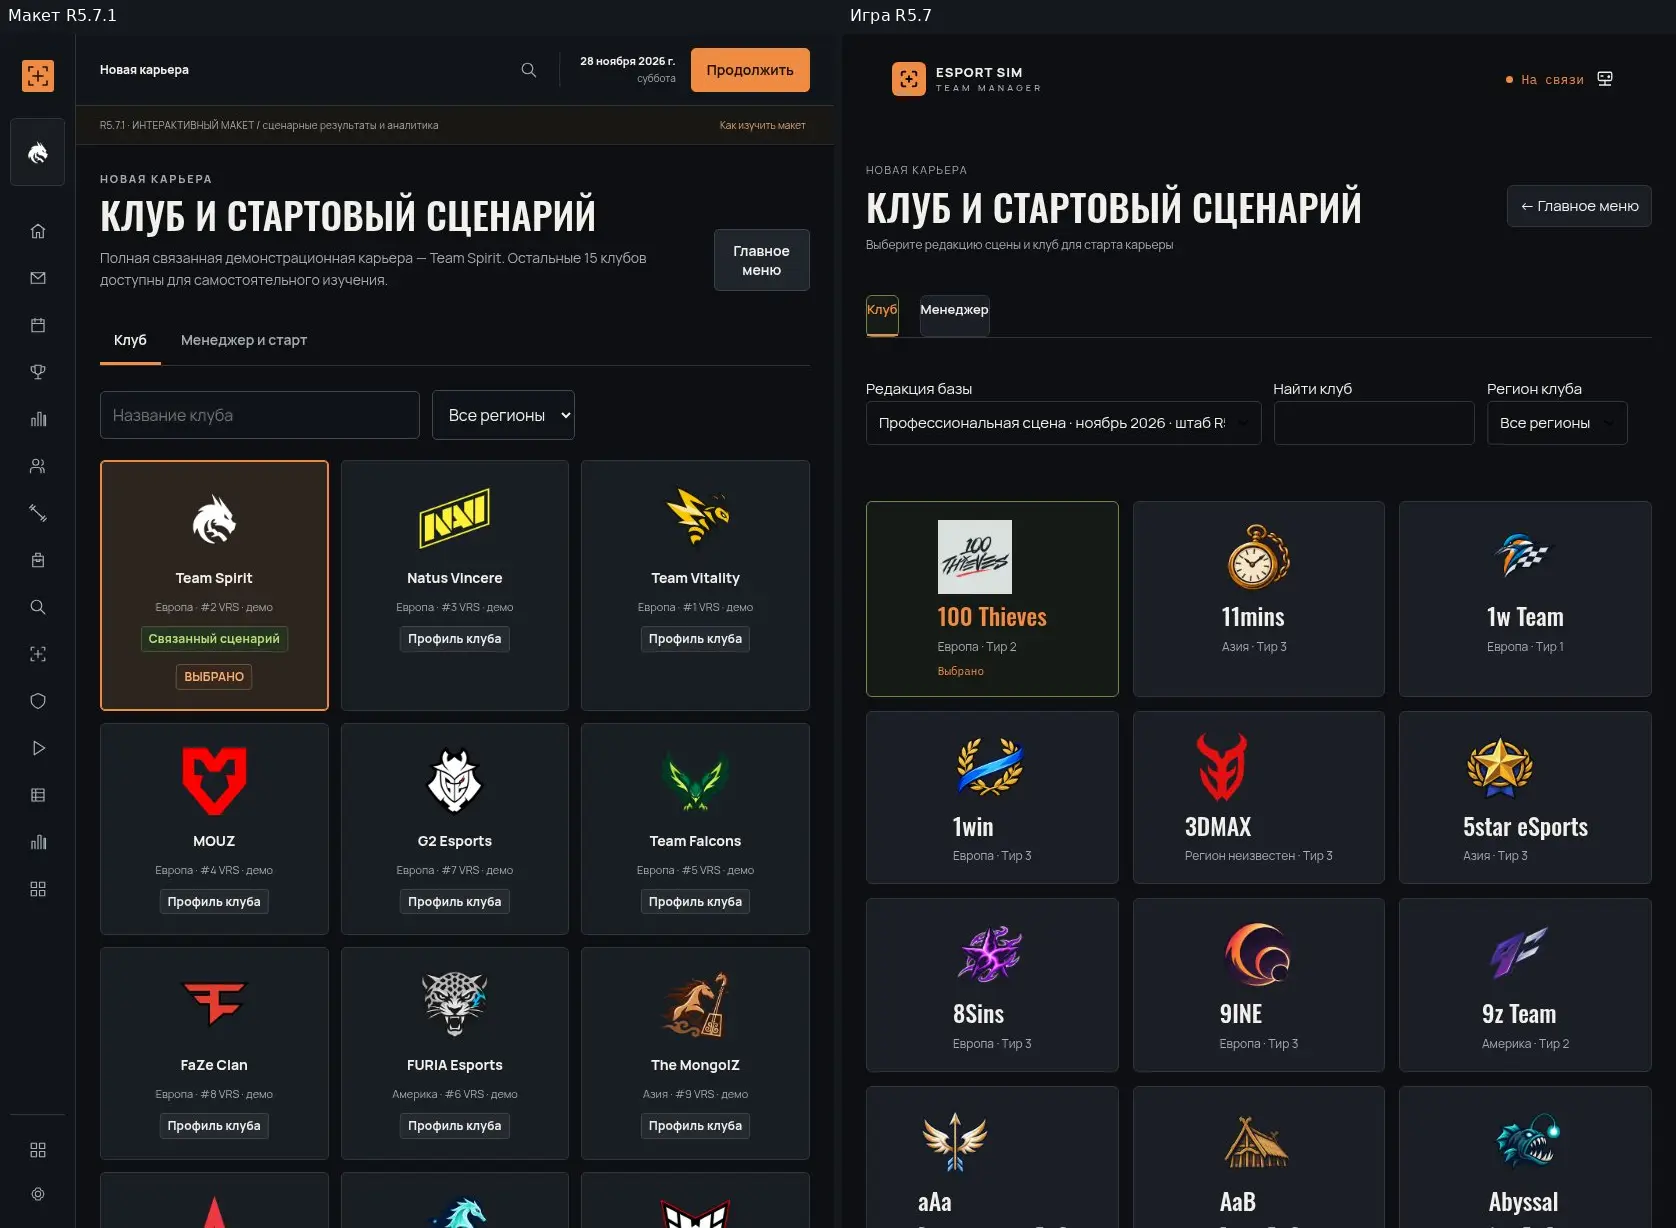 Макет R5.7.1
Новая карьера
28 ноября 2026 г.
суббота
Продолжить
R5.7.1 · ИНТЕРАКТИВНЫЙ МАКЕТ / сценарные результаты и аналитика
Как изучить макет
НОВАЯ КАРЬЕРА
КЛУБ И СТАРТОВЫЙ СЦЕНАРИЙ
Полная связанная демонстрационная карьера — Team Spirit. Остальные 15 клубов
доступны для самостоятельного изучения.
Главное
меню
Клуб
Менеджер и старт
Название клуба
Все регионы
NAVI
Team Spirit
Европа · #2 VRS · демо
Связанный сценарий
ВЫБРАНО
Natus Vincere
Европа · #3 VRS · демо
Профиль клуба
Team Vitality
Европа · #1 VRS · демо
Профиль клуба
MOUZ
Европа · #4 VRS · демо
Профиль клуба
G2 Esports
Европа · #7 VRS · демо
Профиль клуба
Team Falcons
Европа · #5 VRS · демо
Профиль клуба
FaZe Clan
Европа · #8 VRS · демо
Профиль клуба
FURIA Esports
Америка · #6 VRS · демо
Профиль клуба
The MongolZ
Азия · #9 VRS · демо
Профиль клуба
Игра R5.7
ESPORT SIM
TEAM MANAGER
На связи
НОВАЯ КАРЬЕРА
КЛУБ И СТАРТОВЫЙ СЦЕНАРИЙ
Выберите редакцию сцены и клуб для старта карьеры
← Главное меню
Клуб
Менеджер
Редакция базы
Профессиональная сцена · ноябрь 2026 · штаб R5
Найти клуб
Регион клуба
Все регионы
100 THIEVES
100 Thieves
Европа · Тир 2
Выбрано
11mins
Азия · Тир 3
1w Team
Европа · Тир 1
1win
Европа · Тир 3
3DMAX
Регион неизвестен · Тир 3
5star eSports
Азия · Тир 3
8Sins
Европа · Тир 3
9INE
Европа · Тир 3
9z Team
Америка · Тир 2
aAa
AaB
Abyssal